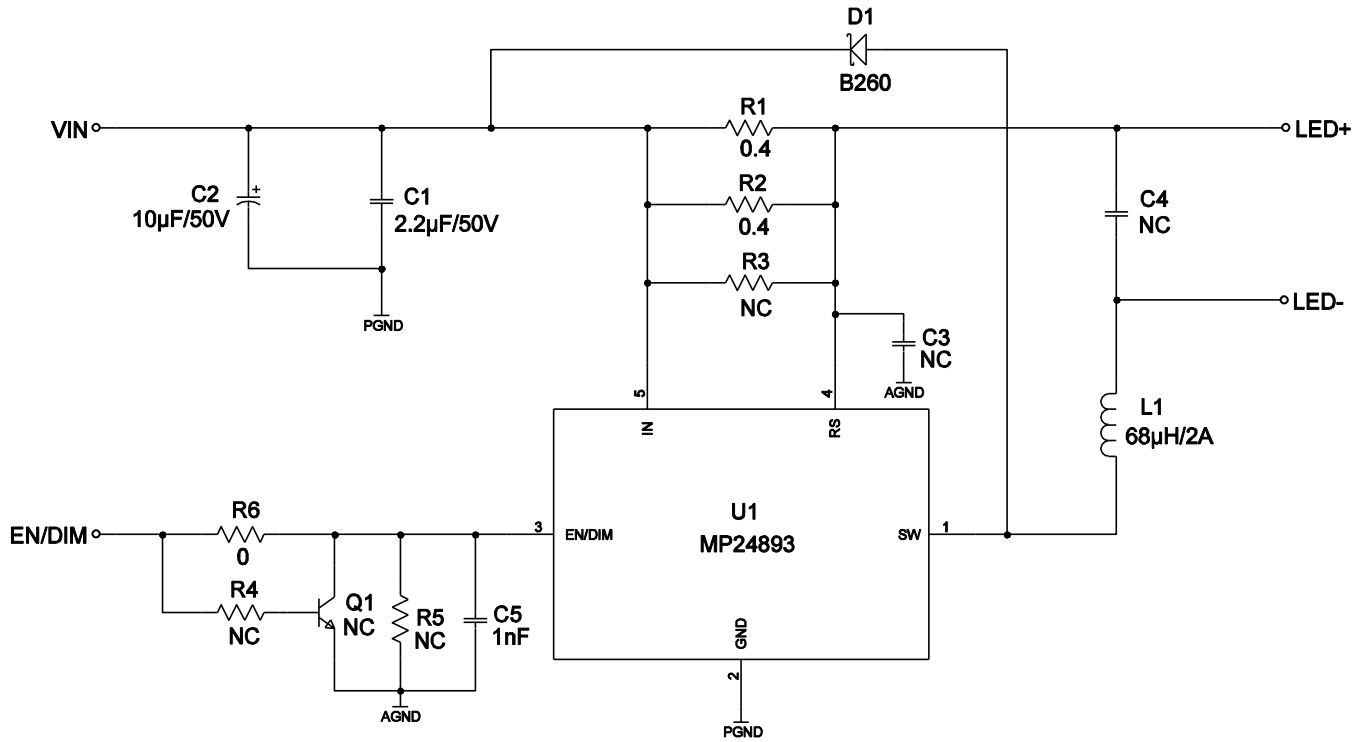 D1
B260
VIN
R1
0.4
LED+
C2
10µF/50V
+
C1
2.2µF/50V
R2
0.4
C4
NC
R3
NC
LED-
PGND
C3
NC
AGND
5
4
IN
RS
L1
68µH/2A
EN/DIM
R6
0
3
EN/DIM
U1
MP24893
SW
1
R4
NC
Q1
NC
R5
NC
C5
1nF
GND
2
AGND
PGND